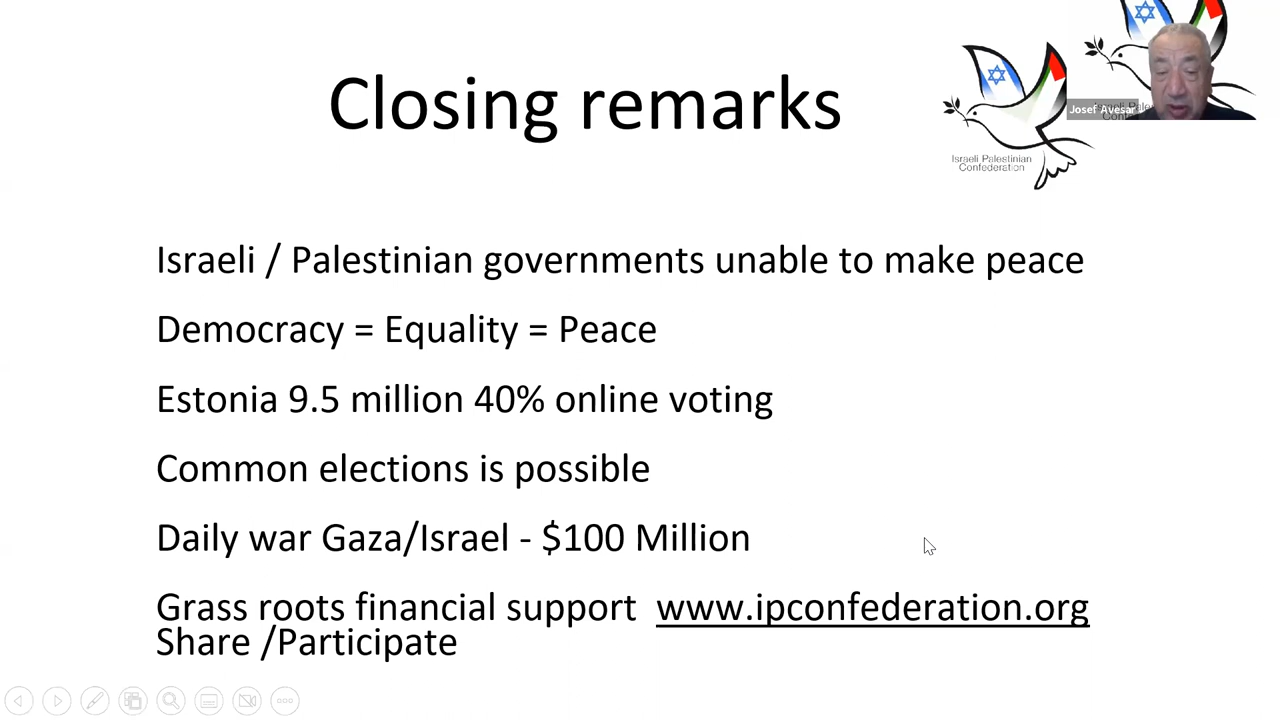 Closing remarks
Israeli Palestinian
Confederation
Josef Avesar
Israeli / Palestinian governments unable to make peace
Democracy = Equality = Peace
Estonia 9.5 million 40% online voting
Common elections is possible
Daily war Gaza/Israel - $100 Million
Grass roots financial support www.ipconfederation.org
Share /Participate